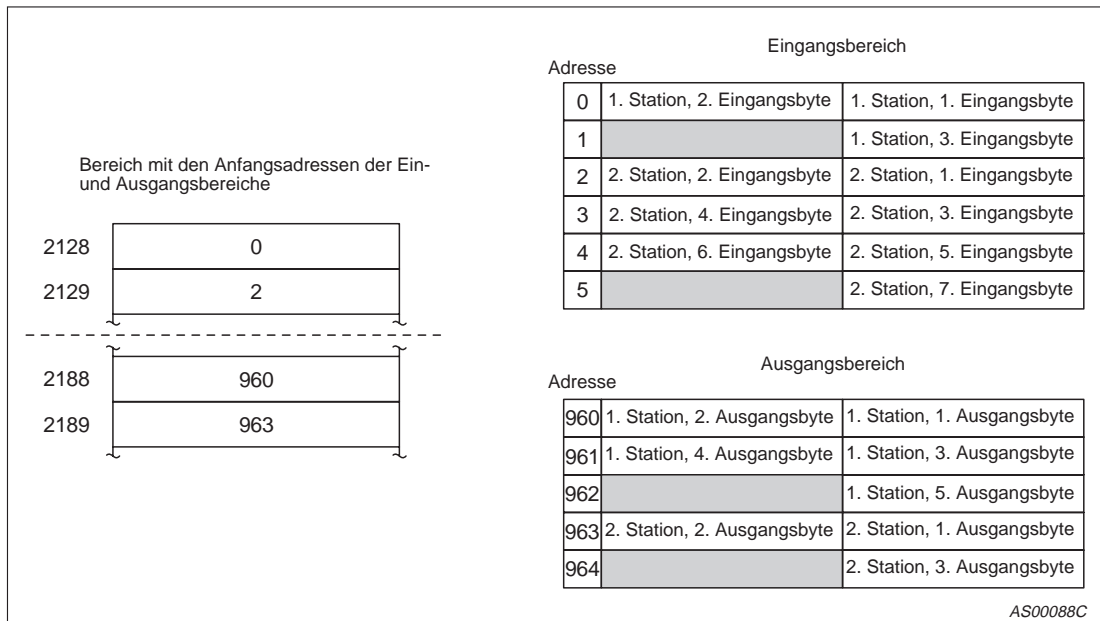 Bereich mit den Anfangsadressen der Ein-
und Ausgangsbereiche
2128 0
2129 2
2188 960
2189 963
Eingangsbereich
Adresse
0 1. Station, 2. Eingangsbyte 1. Station, 1. Eingangsbyte
1 1. Station, 3. Eingangsbyte
2 2. Station, 2. Eingangsbyte 2. Station, 1. Eingangsbyte
3 2. Station, 4. Eingangsbyte 2. Station, 3. Eingangsbyte
4 2. Station, 6. Eingangsbyte 2. Station, 5. Eingangsbyte
5 2. Station, 7. Eingangsbyte
Ausgangsbereich
Adresse
960 1. Station, 2. Ausgangsbyte 1. Station, 1. Ausgangsbyte
961 1. Station, 4. Ausgangsbyte 1. Station, 3. Ausgangsbyte
962 1. Station, 5. Ausgangsbyte
963 2. Station, 2. Ausgangsbyte 2. Station, 1. Ausgangsbyte
964 2. Station, 3. Ausgangsbyte
AS00088C